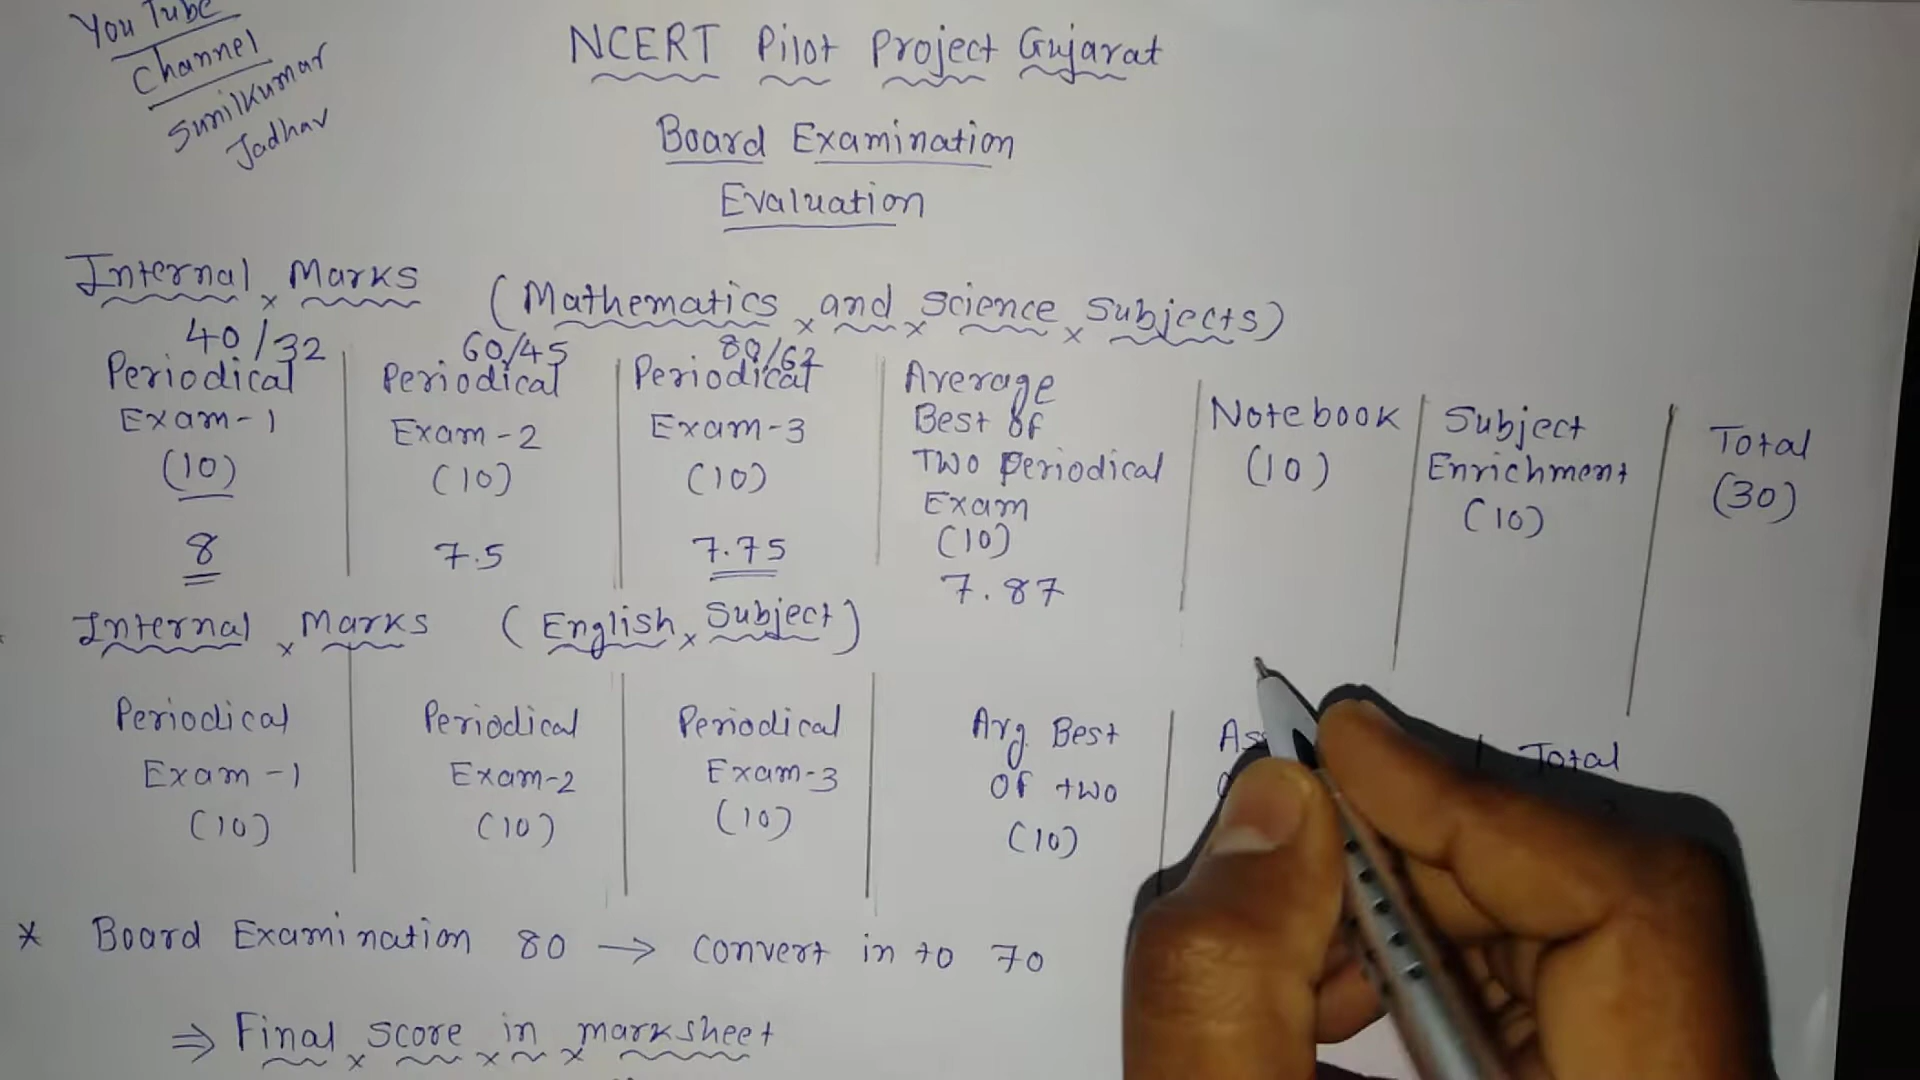 YouTube
Channel
SunilKumar
Jadhav
NCERT Pilot Project Gujarat
Board Examination
Evaluation
Internal Marks (Mathematics and Science Subjects)
40/32
Periodical
Exam-1
(10)
8
60/45
Periodical
Exam-2
(10)
7.5
80/62
Periodical
Exam-3
(10)
7.75
Average
Best of
Two Periodical
Exam
(10)
7.87
Notebook
(10)
Subject
Enrichment
(10)
Total
(30)
Internal Marks (English Subject)
Periodical
Exam-1
(10)
Periodical
Exam-2
(10)
Periodical
Exam-3
(10)
Avg Best
of two
(10)
Total
* Board Examination 80 → Convert in to 70
⇒ Final score in marksheet